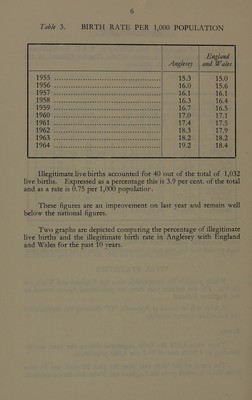 6
Table 3. BIRTH RATE PER 1,000 POPULATION
Anglesey England and Wales
1955 15.3 15.0
1956 16.0 15.6
1957 16.1 16.1
1958 16.3 16.4
1959 16.7 16.5
1960 17.0 17.1
1961 17.4 17.5
1962 18.3 17.9
1963 18.2 18.2
1964 19.2 18.4
Illegitimate live births accounted for 40 out of the total of 1,032
live births. Expressed as a percentage this is 3.9 per cent. of the total
and as a rate is 0.75 per 1,000 population.
These figures are an improvement on last year and remain well
below the national figures.
Two graphs are depicted comparing the percentage of illegitimate
live births and the illegitimate birth rate in Anglesey with England
and Wales for the past 10 years.